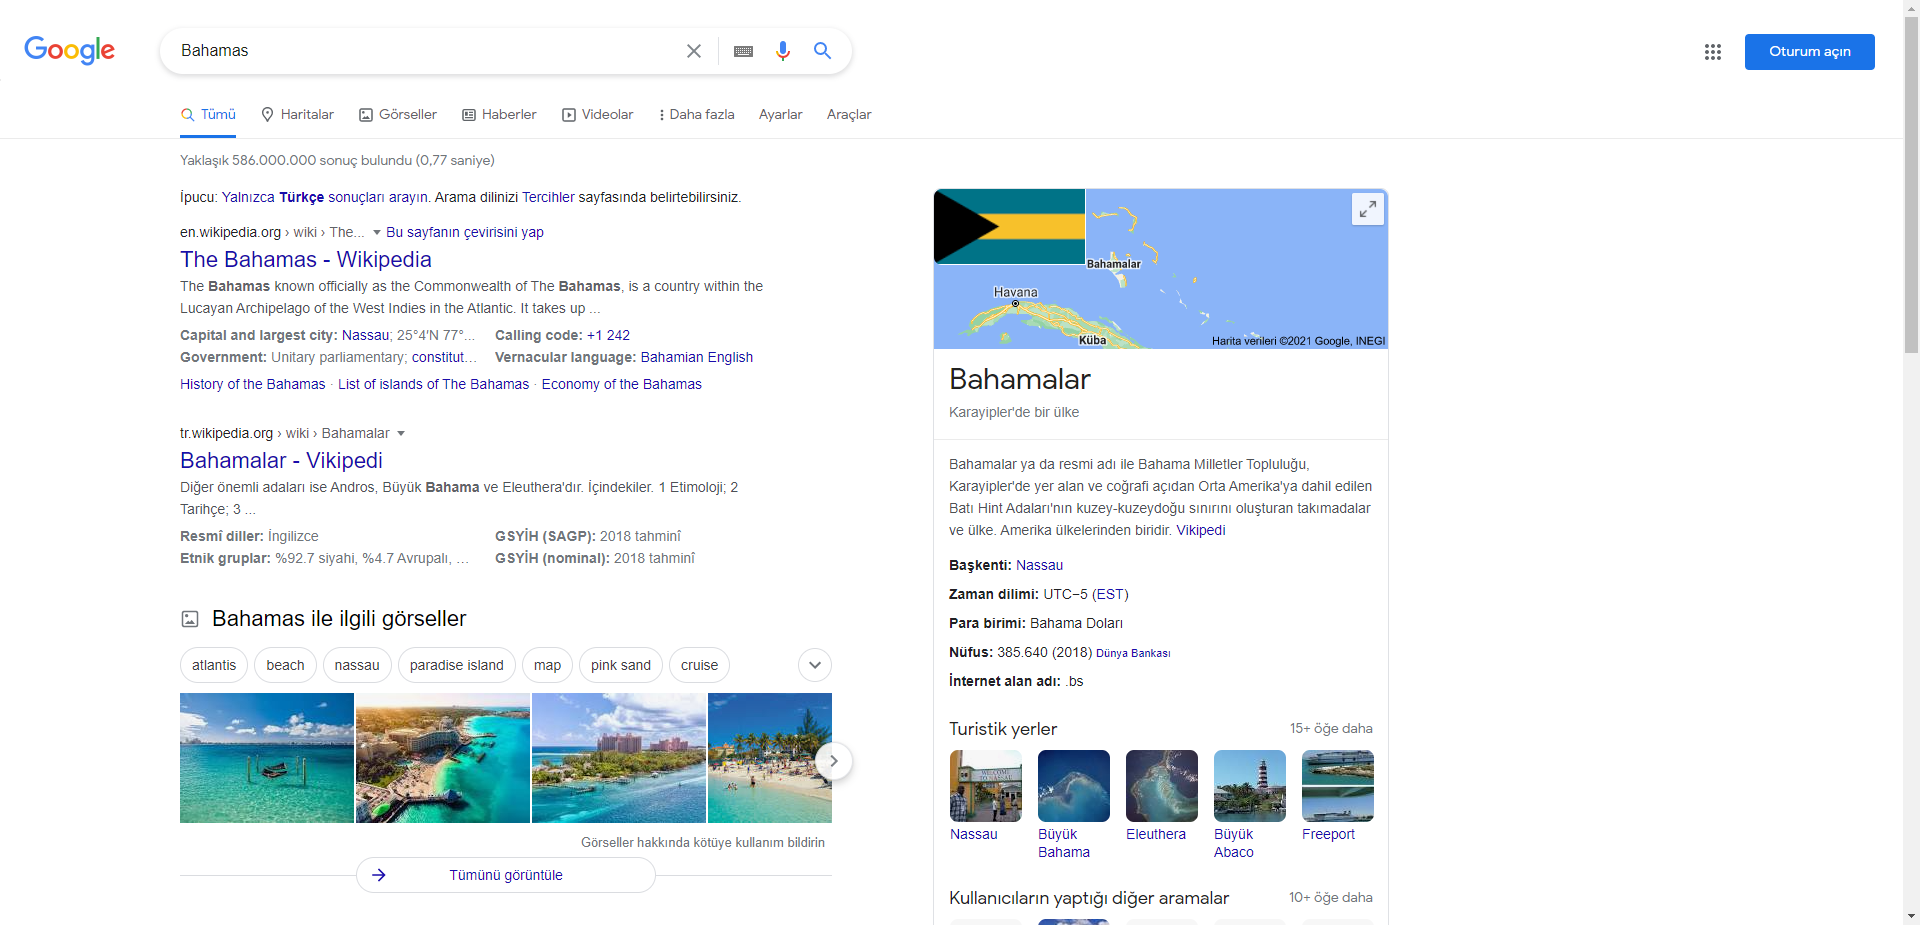 Google
Bahamas
Oturum açın
Tümü
Haritalar
Görseller
Haberler
Videolar
Daha fazla
Ayarlar
Araçlar
Yaklaşık 586.000.000 sonuç bulundu (0,77 saniye)
İpucu: Yalnızca Türkçe sonuçları arayın. Arama dilinizi Tercihler sayfasında belirtebilirsiniz.
en.wikipedia.org › wiki › The... Bu sayfanın çevirisini yap
The Bahamas - Wikipedia
The Bahamas known officially as the Commonwealth of The Bahamas, is a country within the
Lucayan Archipelago of the West Indies in the Atlantic. It takes up ...
Capital and largest city: Nassau; 25°4′N 77°...
Calling code: +1 242
Government: Unitary parliamentary; constitut...
Vernacular language: Bahamian English
History of the Bahamas · List of islands of The Bahamas · Economy of the Bahamas
tr.wikipedia.org › wiki › Bahamalar
Bahamalar - Vikipedi
Diğer önemli adaları ise Andros, Büyük Bahama ve Eleuthera'dır. İçindekiler. 1 Etimoloji; 2
Tarihçe; 3 ...
Resmî diller: İngilizce
GSYİH (SAGP): 2018 tahminî
Etnik gruplar: %92.7 siyahi, %4.7 Avrupalı, ...
GSYİH (nominal): 2018 tahminî
Bahamas ile ilgili görseller
atlantis
beach
nassau
paradise island
map
pink sand
cruise
Görseller hakkında kötüye kullanım bildirin
Tümünü görüntüle
Bahamalar
Havana
Küba
Harita verileri ©2021 Google, INEGI
Bahamalar
Karayipler'de bir ülke
Bahamalar ya da resmi adı ile Bahama Milletler Topluluğu,
Karayipler'de yer alan ve coğrafi açıdan Orta Amerika'ya dahil edilen
Batı Hint Adaları'nın kuzey-kuzeydoğu sınırını oluşturan takımadalar
ve ülke. Amerika ülkelerinden biridir. Vikipedi
Başkenti: Nassau
Zaman dilimi: UTC−5 (EST)
Para birimi: Bahama Doları
Nüfus: 385.640 (2018) Dünya Bankası
İnternet alan adı: .bs
Turistik yerler
15+ öğe daha
WELCOME
TO NASSAU
Nassau
Büyük
Bahama
Eleuthera
Büyük
Abaco
Freeport
Kullanıcıların yaptığı diğer aramalar
10+ öğe daha